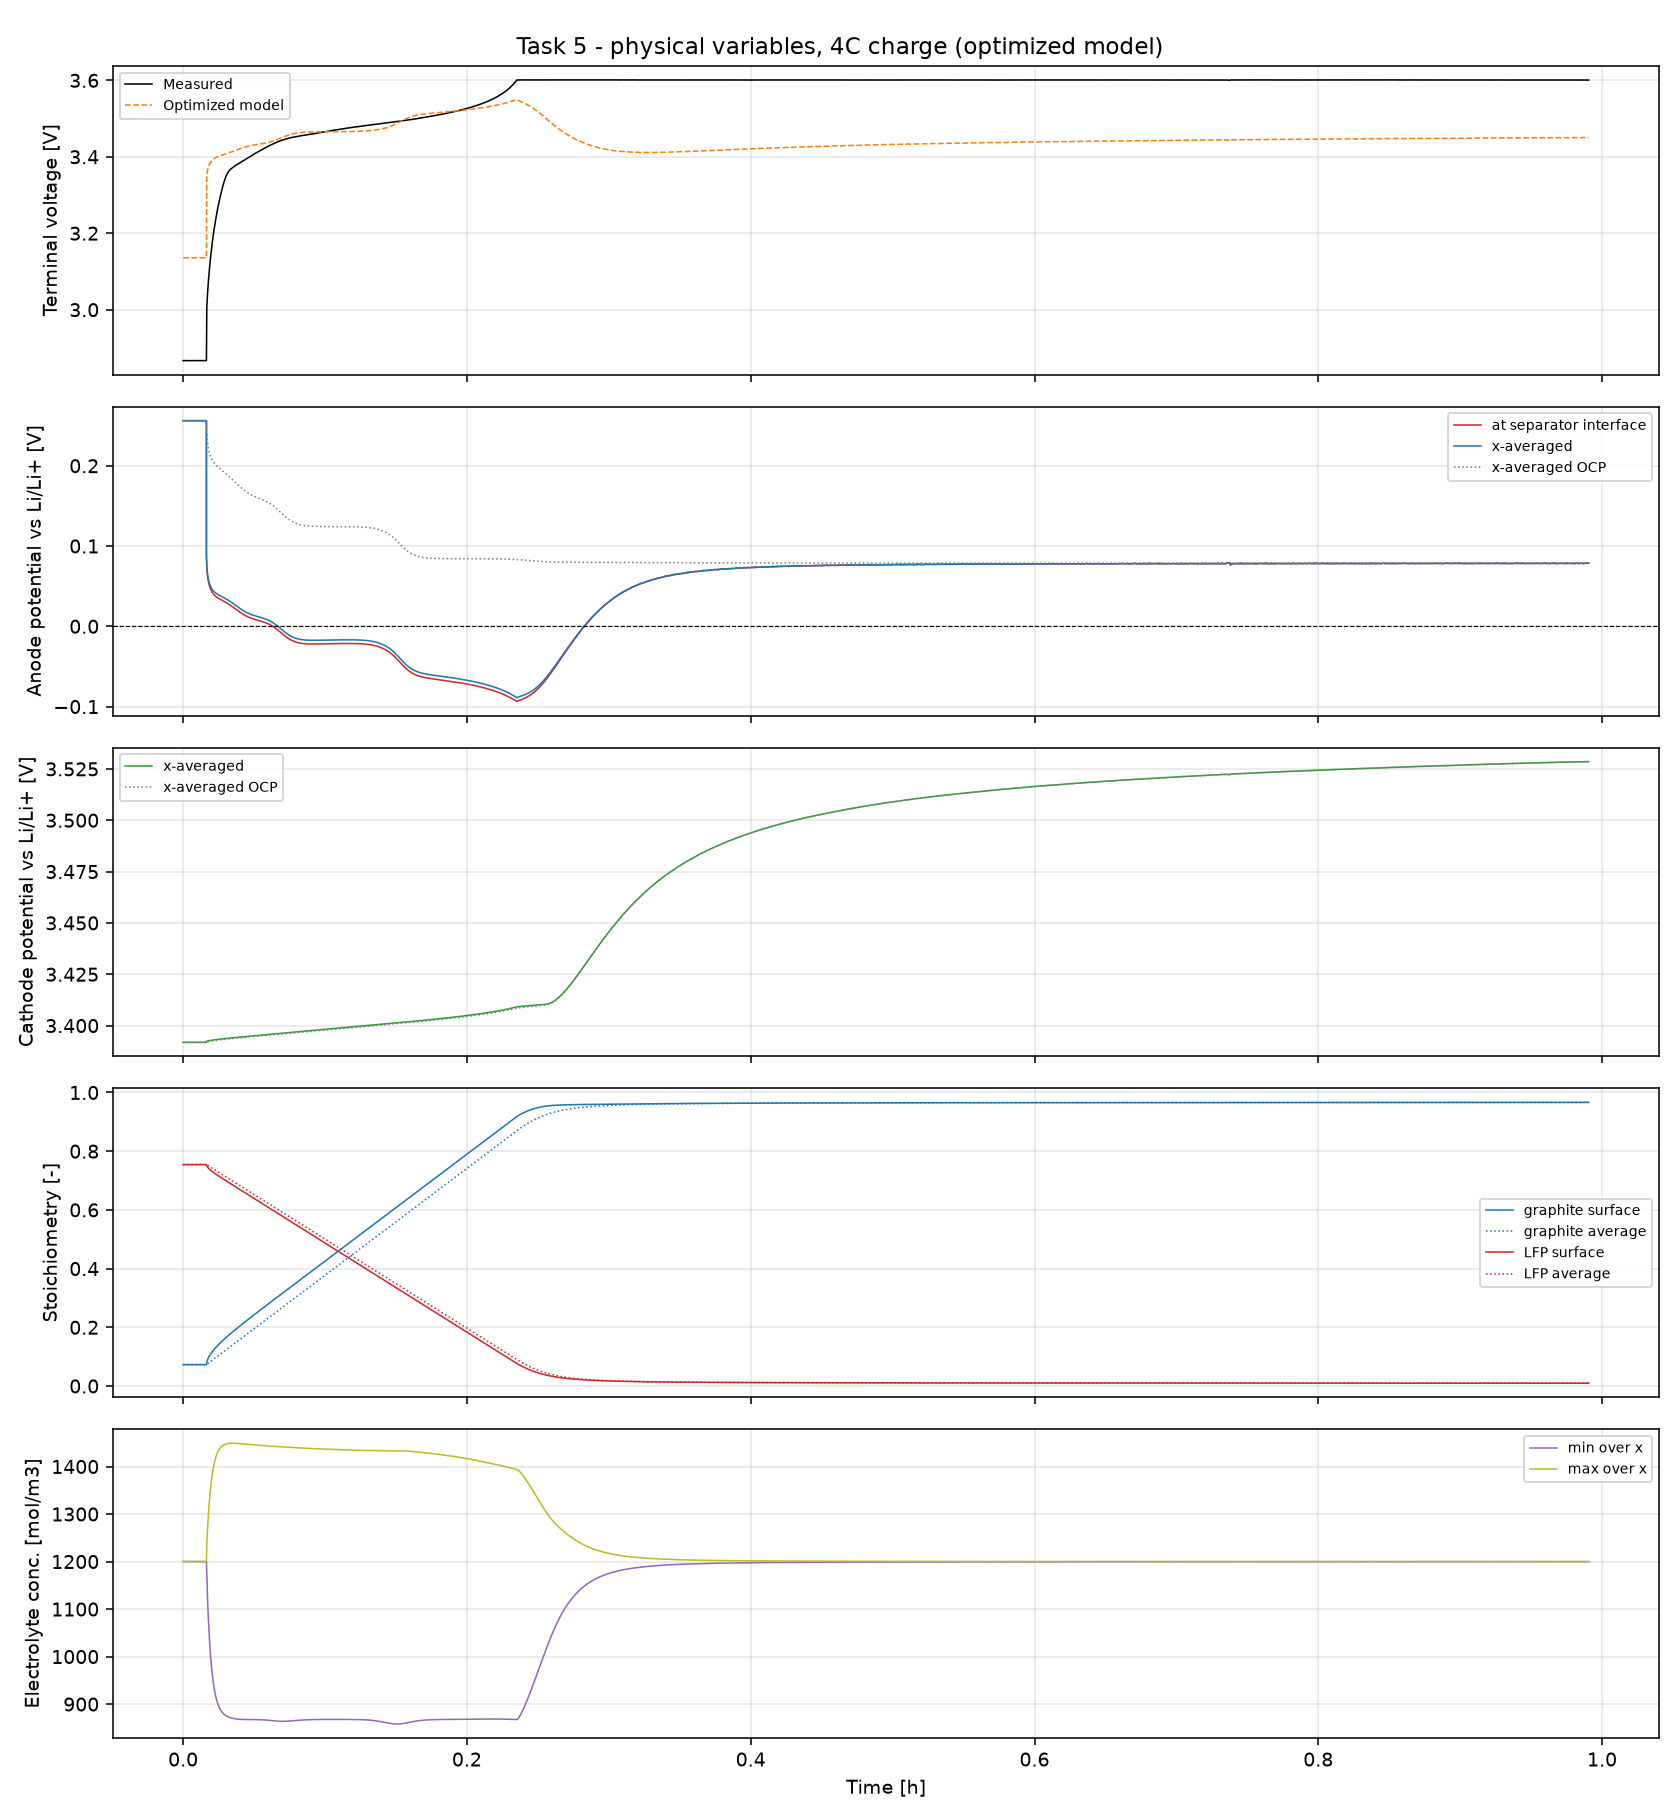 Task 5 - physical variables, 4C charge (optimized model)
Terminal voltage [V]
3.6
3.4
3.2
3.0
Measured
Optimized model
Anode potential vs Li/Li+ [V]
0.2
0.1
0.0
−0.1
at separator interface
x-averaged
x-averaged OCP
Cathode potential vs Li/Li+ [V]
3.525
3.500
3.475
3.450
3.425
3.400
x-averaged
x-averaged OCP
Stoichiometry [-]
1.0
0.8
0.6
0.4
0.2
0.0
graphite surface
graphite average
LFP surface
LFP average
Electrolyte conc. [mol/m3]
1400
1300
1200
1100
1000
900
min over x
max over x
0.0 0.2 0.4 0.6 0.8 1.0
Time [h]